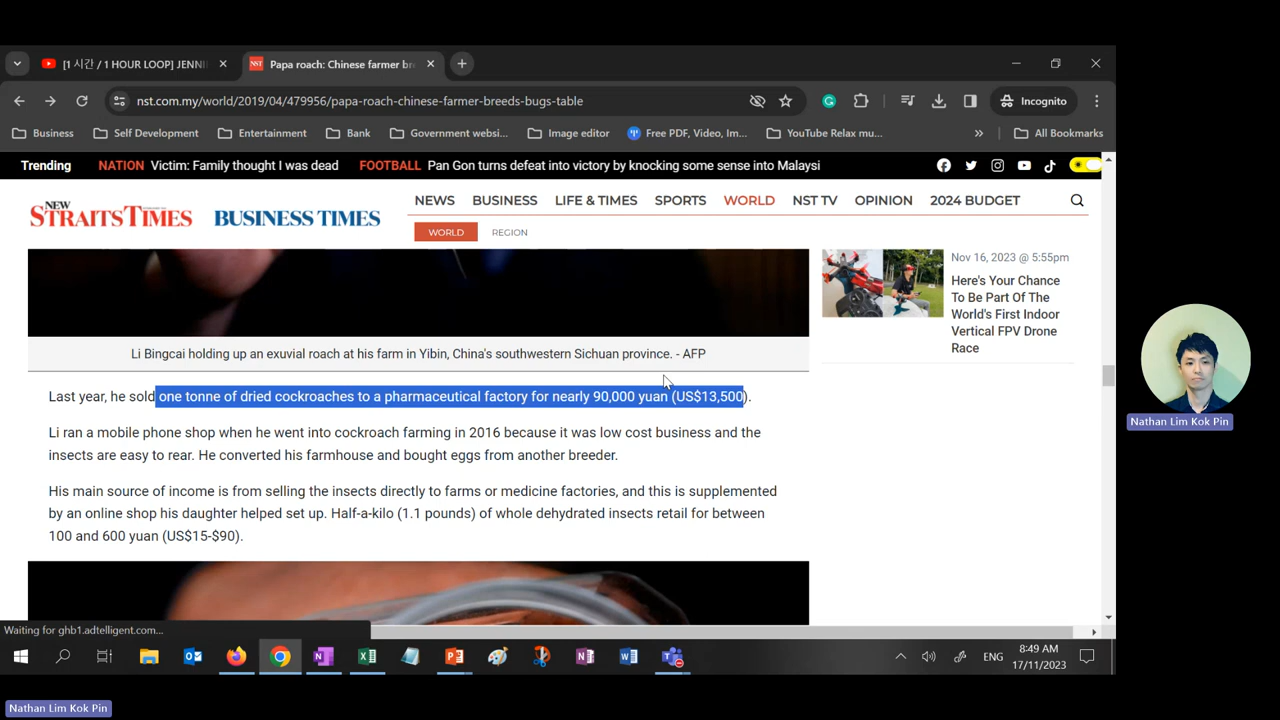 [1 시간 / 1 HOUR LOOP] JENNI
Papa roach: Chinese farmer bre
nst.com.my/world/2019/04/479956/papa-roach-chinese-farmer-breeds-bugs-table
Incognito
Business
Self Development
Entertainment
Bank
Government websi...
Image editor
Free PDF, Video, Im...
YouTube Relax mu...
»
All Bookmarks
Trending
NATION Victim: Family thought I was dead
FOOTBALL Pan Gon turns defeat into victory by knocking some sense into Malaysi
NEW
STRAITS TIMES
BUSINESS TIMES
NEWS
BUSINESS
LIFE & TIMES
SPORTS
WORLD
NST TV
OPINION
2024 BUDGET
WORLD
REGION
Li Bingcai holding up an exuvial roach at his farm in Yibin, China's southwestern Sichuan province. - AFP
Last year, he sold one tonne of dried cockroaches to a pharmaceutical factory for nearly 90,000 yuan (US$13,500).
Li ran a mobile phone shop when he went into cockroach farming in 2016 because it was low cost business and the
insects are easy to rear. He converted his farmhouse and bought eggs from another breeder.
His main source of income is from selling the insects directly to farms or medicine factories, and this is supplemented
by an online shop his daughter helped set up. Half-a-kilo (1.1 pounds) of whole dehydrated insects retail for between
100 and 600 yuan (US$15-$90).
Nov 16, 2023 @ 5:55pm
Here's Your Chance
To Be Part Of The
World's First Indoor
Vertical FPV Drone
Race
Waiting for ghb1.adtelligent.com...
ENG
8:49 AM
17/11/2023
Nathan Lim Kok Pin
Nathan Lim Kok Pin